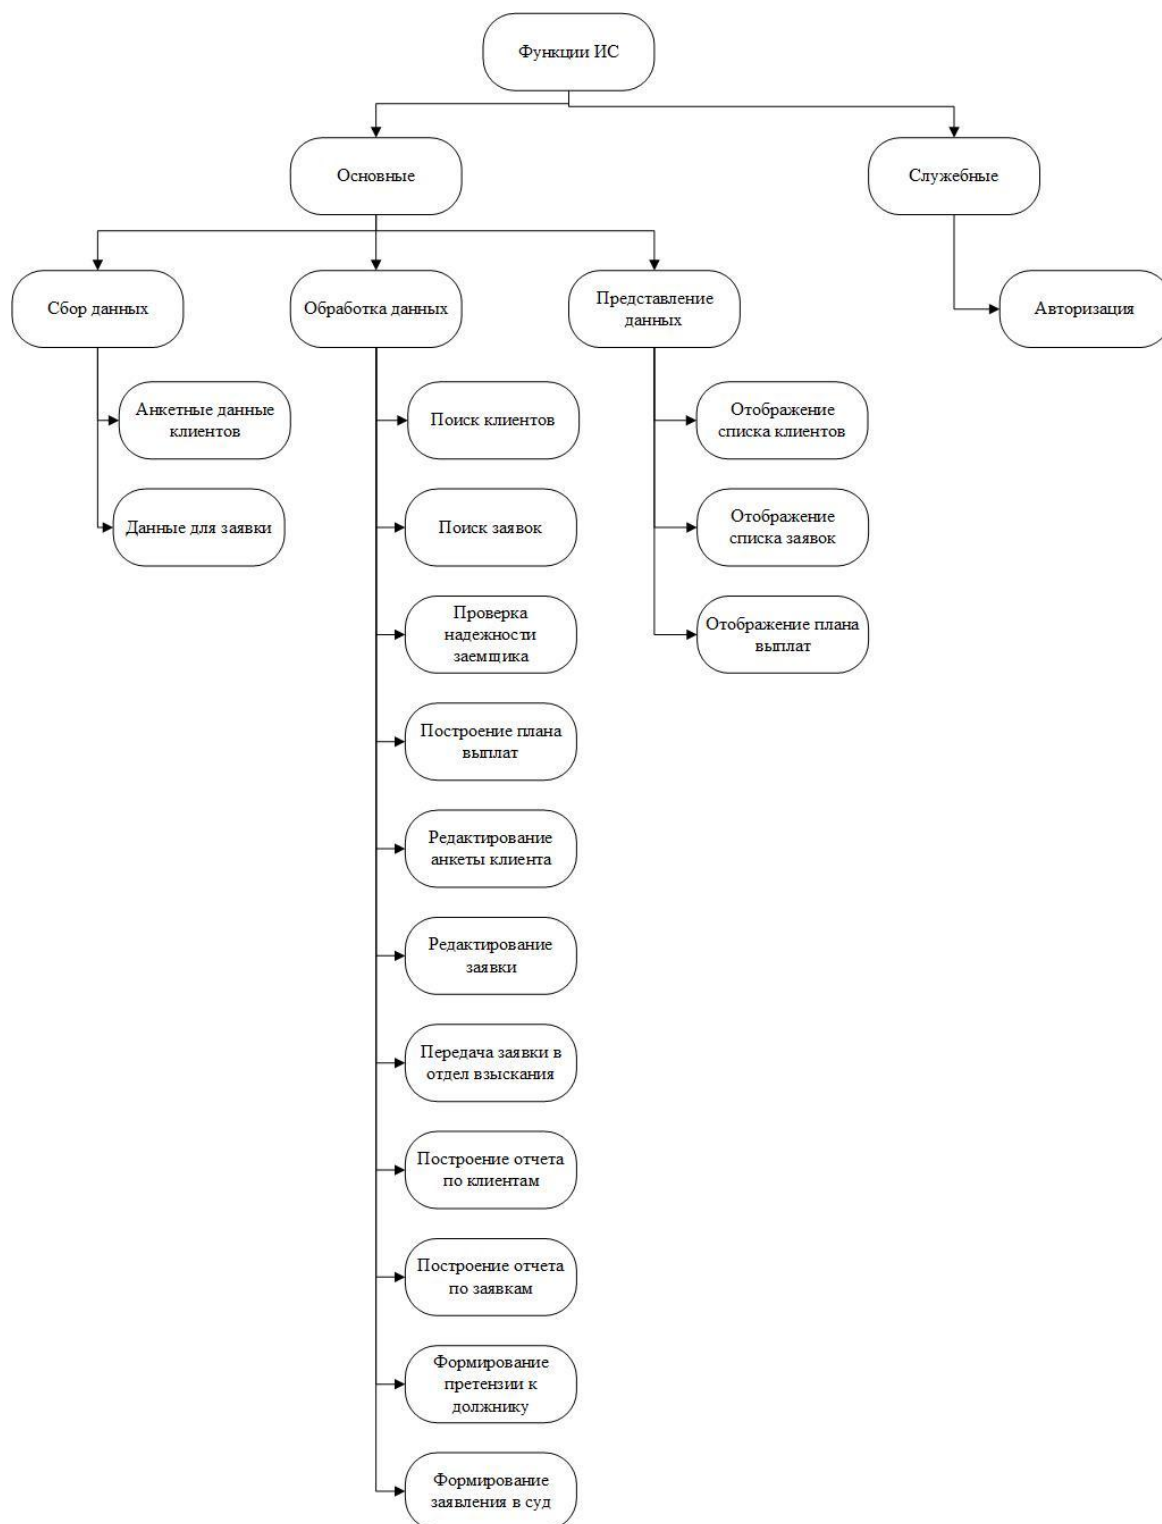 Функции ИС
Основные
Служебные
Сбор данных
Обработка данных
Представление
данных
Авторизация
Анкетные данные
клиентов
Поиск клиентов
Отображение
списка клиентов
Данные для заявки
Поиск заявок
Отображение
списка заявок
Проверка
надежности
заемщика
Отображение плана
выплат
Построение плана
выплат
Редактирование
анкеты клиента
Редактирование
заявки
Передача заявки в
отдел взыскания
Построение отчета
по клиентам
Построение отчета
по заявкам
Формирование
претензии к
должнику
Формирование
заявления в суд